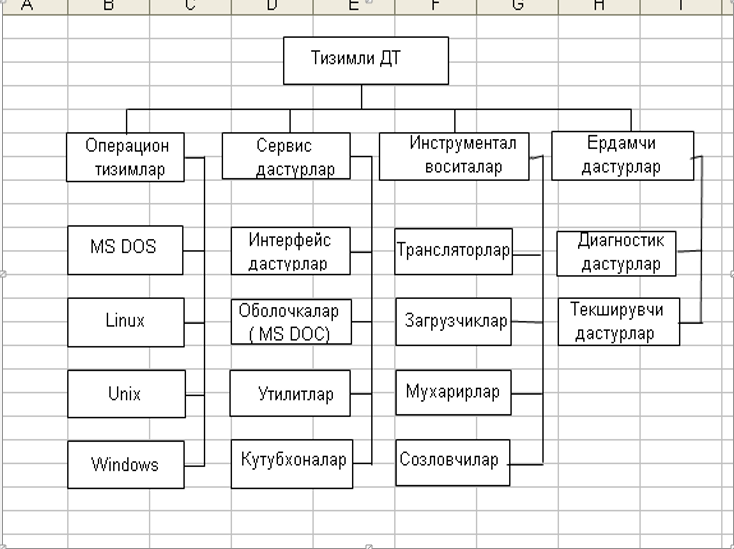 A B C D E F G H I
Тизимли ДТ
Операцион
тизимлар
Сервис
дастурлар
Инструментал
воситалар
Ердамчи
дастурлар
MS DOS
Linux
Unix
Windows
Интерфейс
дастурлар
Оболочкалар
( MS DOC)
Утилитлар
Кутубхоналар
Трансляторлар
Загрузчиклар
Мухарирлар
Созловчилар
Диагностик
дастурлар
Текширувчи
дастурлар